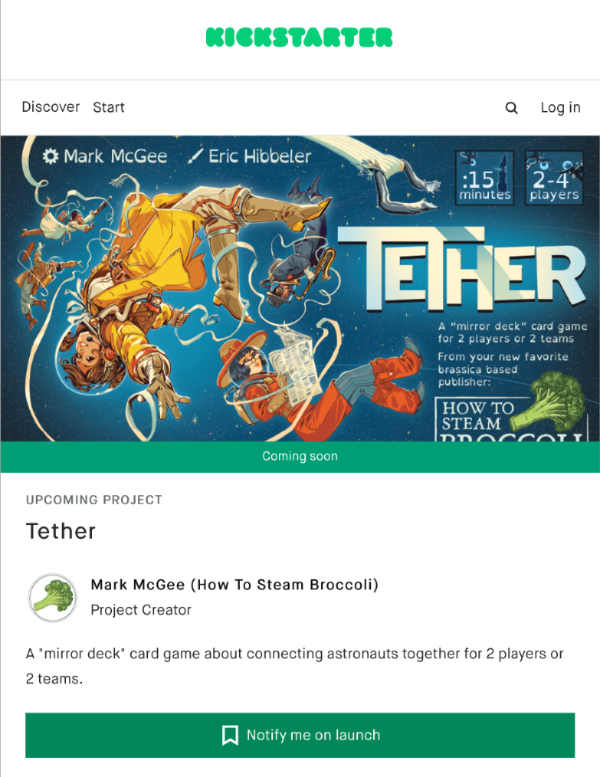 KICKSTARTER
Discover Start
Log in
Mark McGee Eric Hibbeler
:15
minutes
2-4
players
TETHER
A "mirror deck" card game
for 2 players or 2 teams
From your new favorite
brassica based
publisher:
HOW TO
STEAM
BROCCOLI
Coming soon
UPCOMING PROJECT
Tether
Mark McGee (How To Steam Broccoli)
Project Creator
A "mirror deck" card game about connecting astronauts together for 2 players or
2 teams.
Notify me on launch